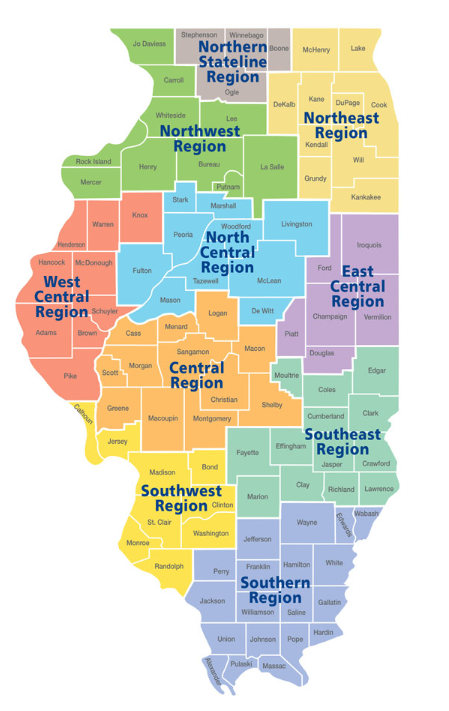 Jo Daviess
Stephenson
Winnebago
Boone
McHenry
Lake
Northern
Stateline
Region
Carroll
Ogle
DeKalb
Kane
DuPage
Cook
Northeast
Region
Whiteside
Lee
Northwest
Region
Kendall
Will
Rock Island
Henry
Bureau
La Salle
Grundy
Mercer
Putnam
Kankakee
Stark
Marshall
Knox
Warren
Henderson
Peoria
Woodford
Livingston
North
Central
Region
Iroquois
Hancock
McDonough
Fulton
Tazewell
McLean
Ford
East
Central
Region
West
Central
Region
Schuyler
Mason
Logan
De Witt
Champaign
Vermilion
Adams
Brown
Cass
Menard
Piatt
Sangamon
Macon
Douglas
Pike
Scott
Morgan
Central
Region
Moultrie
Edgar
Coles
Christian
Shelby
Calhoun
Greene
Macoupin
Montgomery
Cumberland
Clark
Jersey
Southeast
Region
Fayette
Effingham
Jasper
Crawford
Madison
Bond
Clay
Richland
Lawrence
Southwest
Region
Clinton
Marion
St. Clair
Washington
Wayne
Edwards
Wabash
Monroe
Jefferson
Randolph
Perry
Franklin
Hamilton
White
Southern
Region
Jackson
Williamson
Saline
Gallatin
Union
Johnson
Pope
Hardin
Alexander
Pulaski
Massac